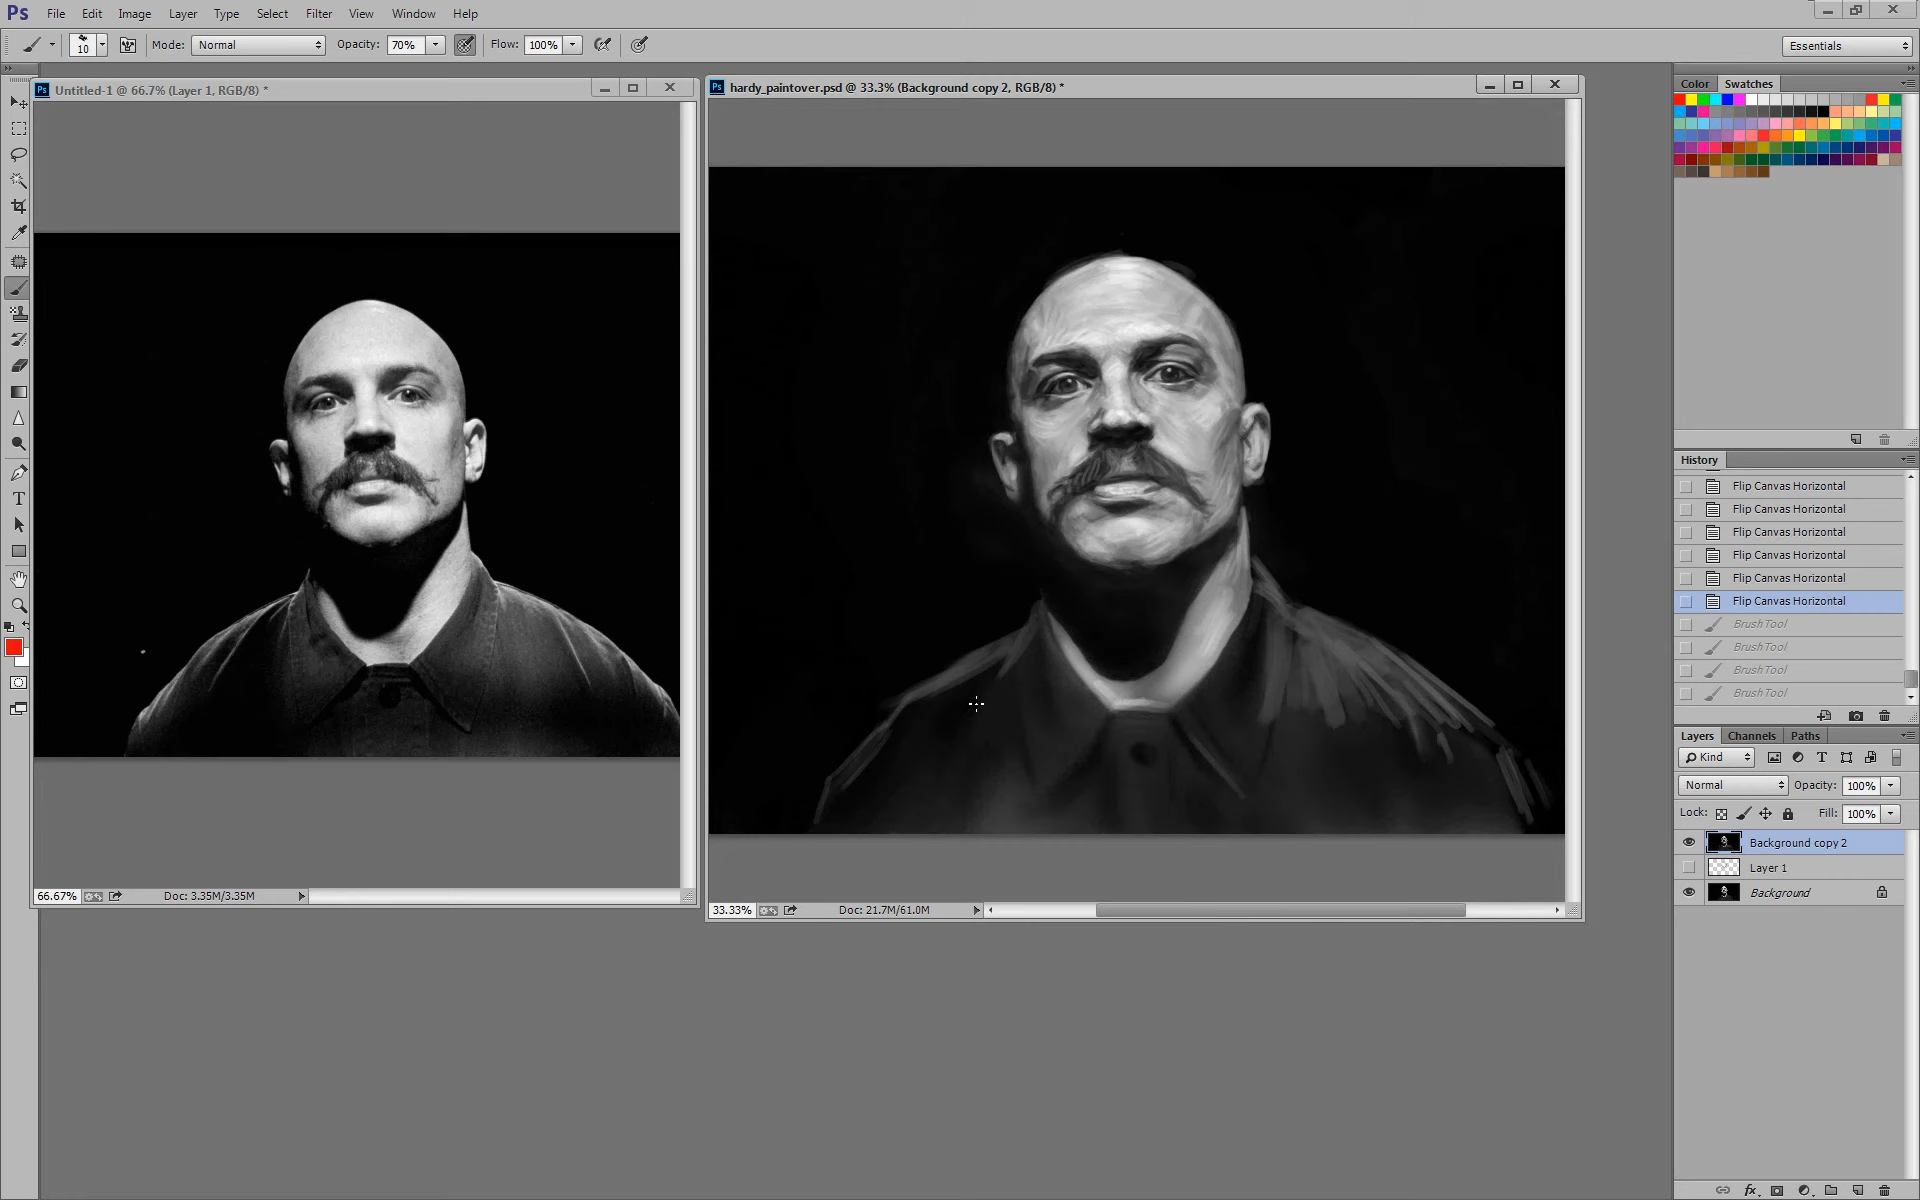 Ps File Edit Image Layer Type Select Filter View Window Help
10 Mode: Normal Opacity: 70% Flow: 100% Essentials
Ps Untitled-1 @ 66.7% (Layer 1, RGB/8) *
66.67% Doc: 3.35M/3.35M
Ps hardy_paintover.psd @ 33.3% (Background copy 2, RGB/8) *
33.33% Doc: 21.7M/61.0M
T
Color Swatches
History
Flip Canvas Horizontal
Flip Canvas Horizontal
Flip Canvas Horizontal
Flip Canvas Horizontal
Flip Canvas Horizontal
Flip Canvas Horizontal
Brush Tool
Brush Tool
Brush Tool
Brush Tool
Layers Channels Paths
Kind T
Normal Opacity: 100%
Lock: Fill: 100%
Background copy 2
Layer 1
Background
fx